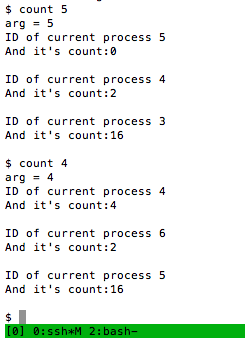 $ count 5
arg = 5
ID of current process 5
And it's count:0
ID of current process 4
And it's count:2
ID of current process 3
And it's count:16
$ count 4
arg = 4
ID of current process 4
And it's count:4
ID of current process 6
And it's count:2
ID of current process 5
And it's count:16
$
[0] 0:ssh*M 2:bash-